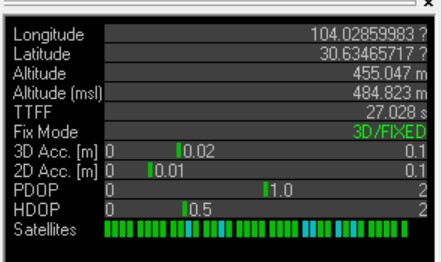 Longitude 104.02859983 ?
Latitude 30.63465717 ?
Altitude 455.047 m
Altitude (msl) 484.823 m
TTFF 27.028 s
Fix Mode 3D/FIXED
3D Acc. [m] 0 0.02 0.1
2D Acc. [m] 0 0.01 0.1
PDOP 0 1.0 2
HDOP 0 0.5 2
Satellites